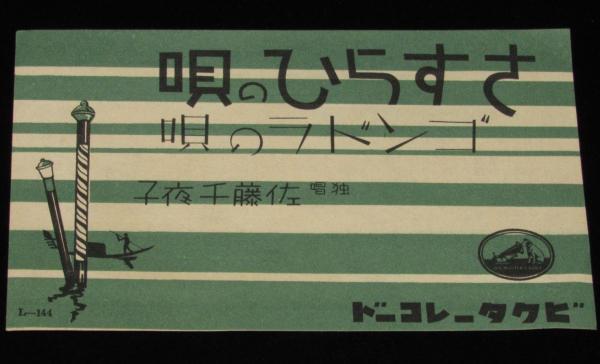 さすらひの唄
ゴンドラの唄
独唱 佐藤千夜子
ビクターレコード
L—144